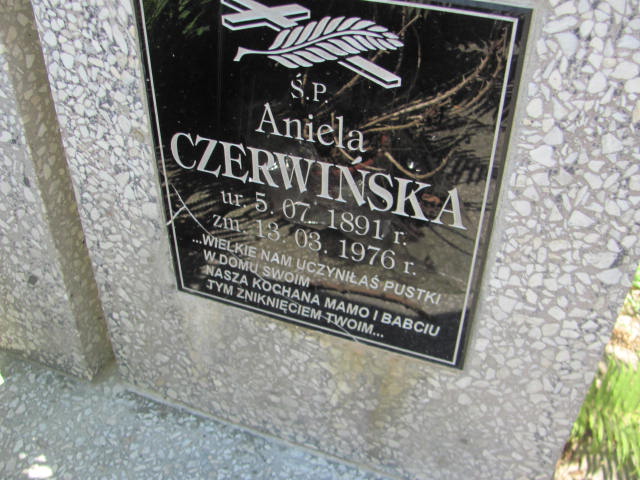 Ś.P.
Aniela
CZERWIŃSKA
ur. 5. 07. 1891 r.
zm. 13. 03. 1976 r.
...WIELKIE NAM UCZYNIŁAŚ PUSTKI
W DOMU SWOIM
NASZA KOCHANA MAMO I BABCIU
TYM ZNIKNIĘCIEM TWOIM...